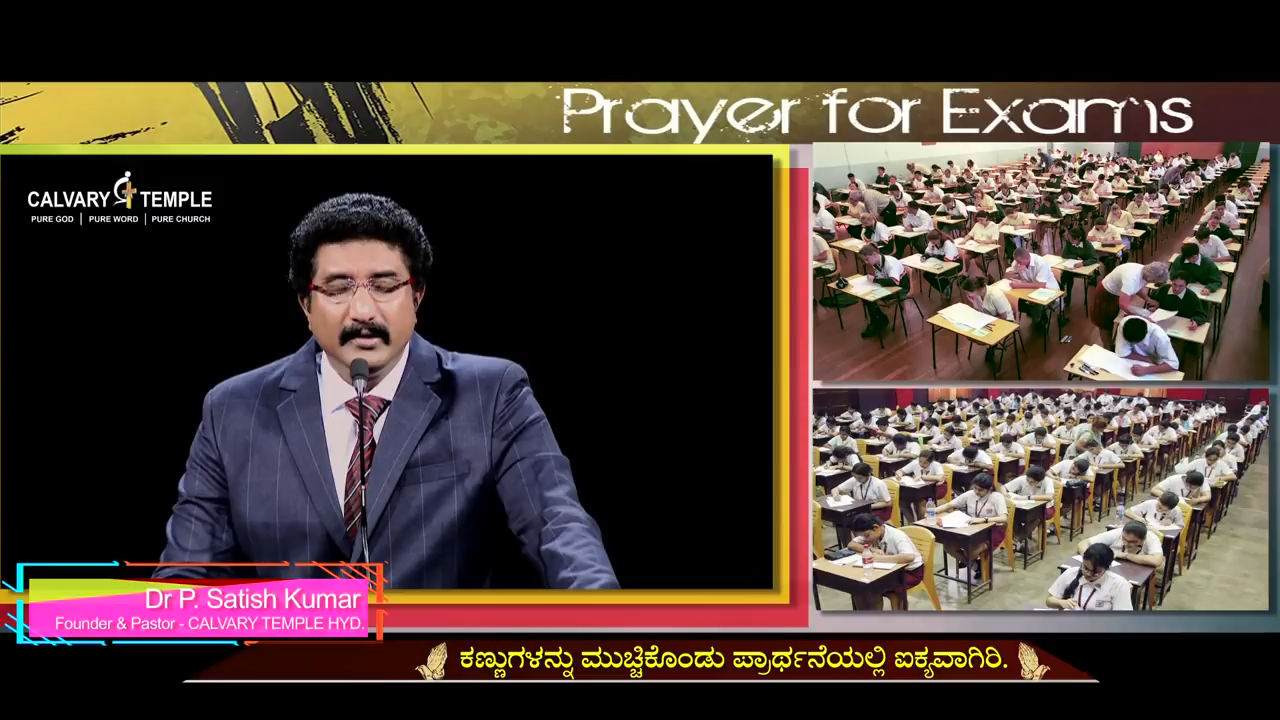 Prayer for Exams
CALVARY TEMPLE
PURE GOD | PURE WORD | PURE CHURCH
Dr P. Satish Kumar
Founder & Pastor - CALVARY TEMPLE HYD.
ಕಣ್ಣುಗಳನ್ನು ಮುಚ್ಚಿಕೊಂಡು ಪ್ರಾರ್ಥನೆಯಲ್ಲಿ ಐಕ್ಯವಾಗಿರಿ.